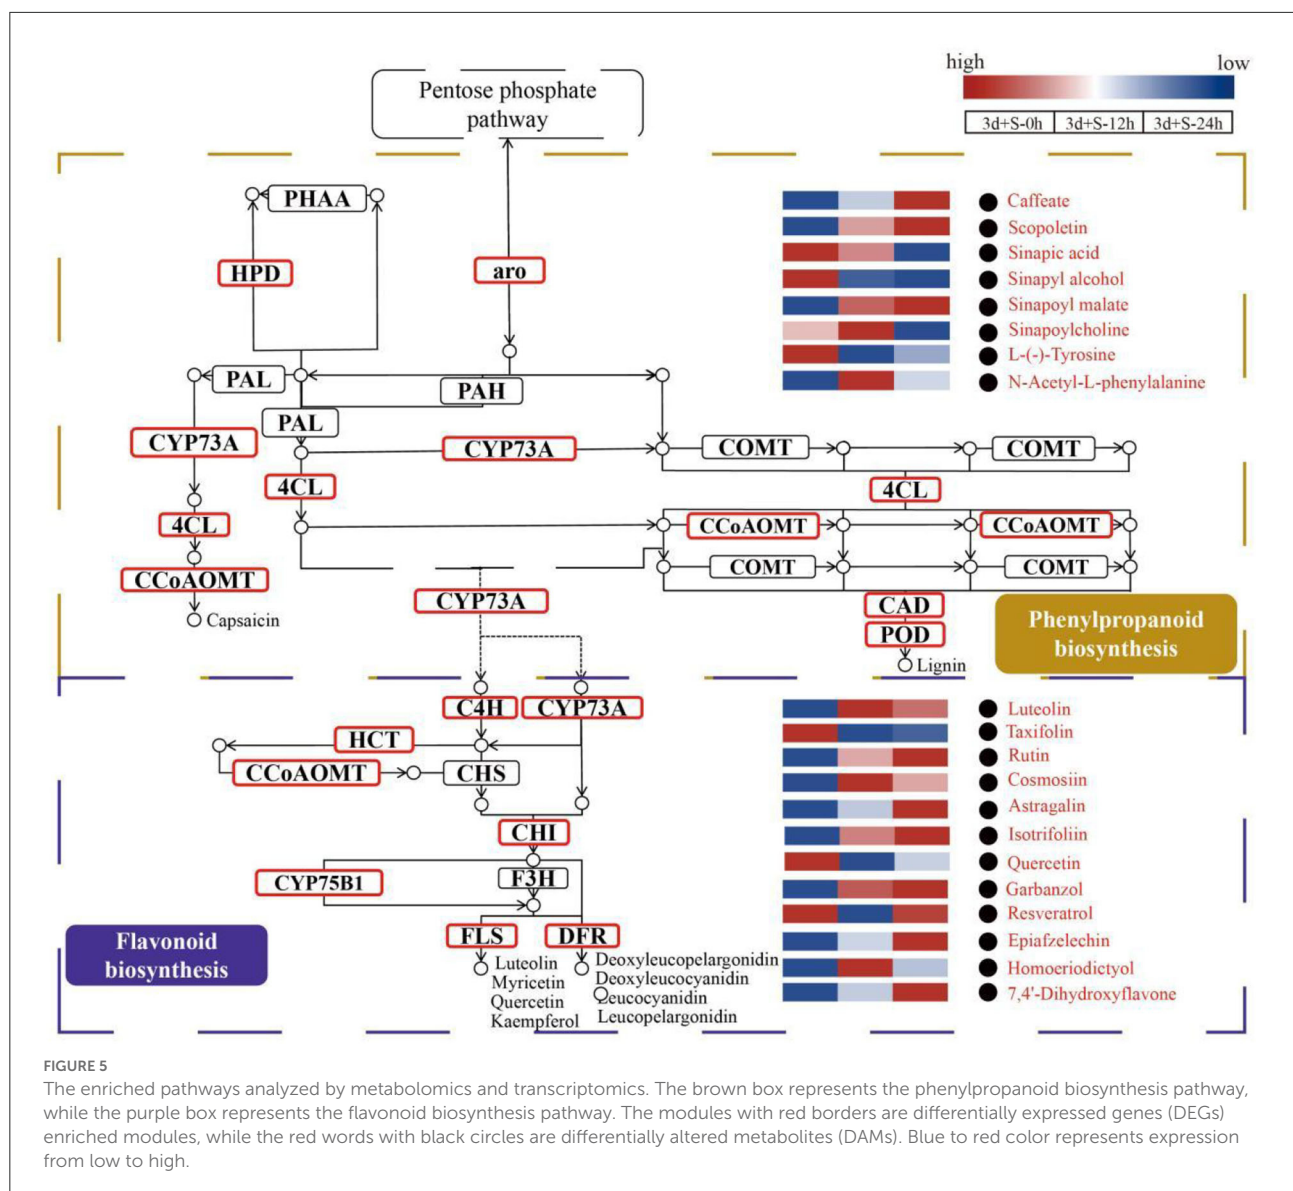 high
low
3d+S-0h
3d+S-12h
3d+S-24h
Pentose phosphate
pathway
PHAA
HPD
aro
PAL
PAH
PAL
CYP73A
CYP73A
COMT
COMT
4CL
4CL
4CL
CCoAOMT
CCoAOMT
CCoAOMT
COMT
COMT
Capsaicin
CYP73A
CAD
POD
Lignin
Phenylpropanoid
biosynthesis
Caffeate
Scopoletin
Sinapic acid
Sinapyl alcohol
Sinapoyl malate
Sinapoylcholine
L-(-)-Tyrosine
N-Acetyl-L-phenylalanine
C4H
CYP73A
HCT
CCoAOMT
CHS
CHI
CYP75B1
F3H
FLS
DFR
Luteolin
Myricetin
Quercetin
Kaempferol
Deoxyleucopelargonidin
Deoxyleucocyanidin
Leucocyanidin
Leucopelargonidin
Flavonoid
biosynthesis
Luteolin
Taxifolin
Rutin
Cosmosiin
Astragalin
Isotrifoliin
Quercetin
Garbanzol
Resveratrol
Epiafzelechin
Homoeriodictyol
7,4'-Dihydroxyflavone
FIGURE 5
The enriched pathways analyzed by metabolomics and transcriptomics. The brown box represents the phenylpropanoid biosynthesis pathway,
while the purple box represents the flavonoid biosynthesis pathway. The modules with red borders are differentially expressed genes (DEGs)
enriched modules, while the red words with black circles are differentially altered metabolites (DAMs). Blue to red color represents expression
from low to high.